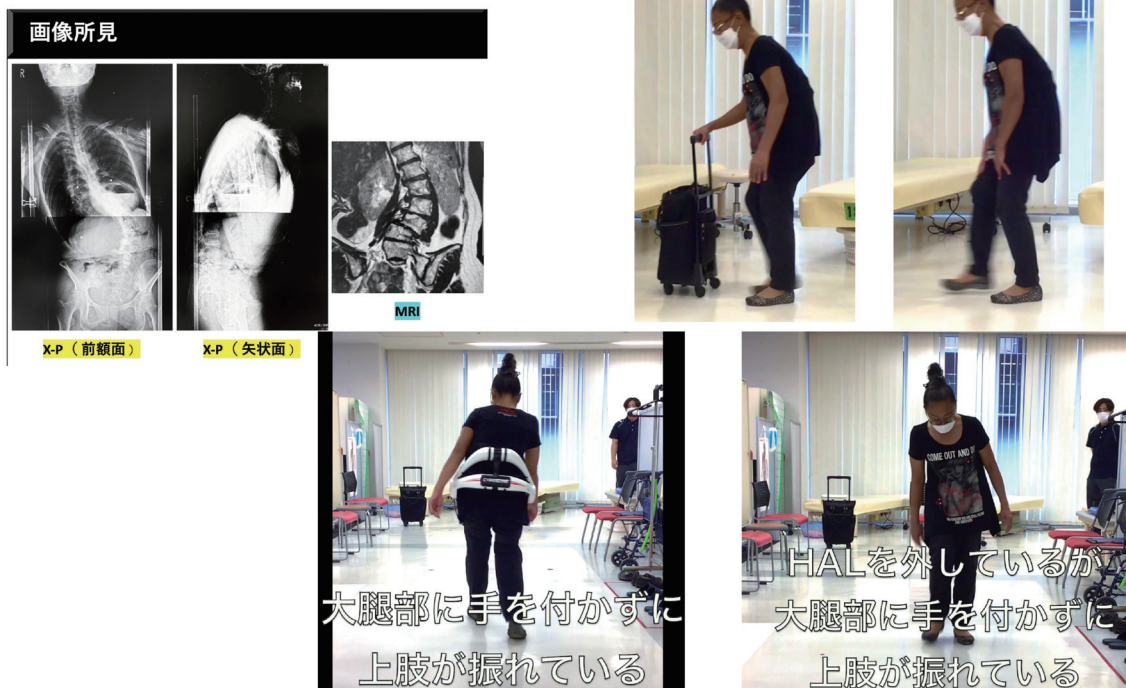 画像所見
R
MRI
X-P（前額面）
X-P（矢状面）
大腿部に手を付かずに
上肢が振れている
COME OUT AND DO
HALを外しているが
大腿部に手を付かずに
上肢が振れている